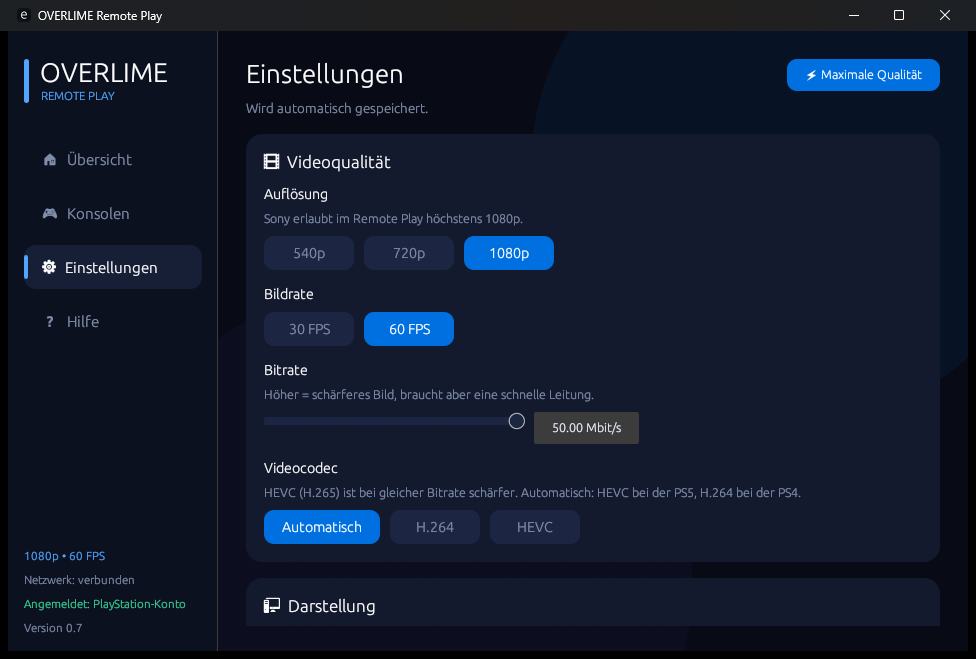 OVERLIME Remote Play
OVERLIME
REMOTE PLAY
Übersicht
Konsolen
Einstellungen
? Hilfe
1080p • 60 FPS
Netzwerk: verbunden
Angemeldet: PlayStation-Konto
Version 0.7
Einstellungen
Wird automatisch gespeichert.
⚡ Maximale Qualität
Videoqualität
Auflösung
Sony erlaubt im Remote Play höchstens 1080p.
540p 720p 1080p
Bildrate
30 FPS 60 FPS
Bitrate
Höher = schärferes Bild, braucht aber eine schnelle Leitung.
50.00 Mbit/s
Videocodec
HEVC (H.265) ist bei gleicher Bitrate schärfer. Automatisch: HEVC bei der PS5, H.264 bei der PS4.
Automatisch H.264 HEVC
Darstellung